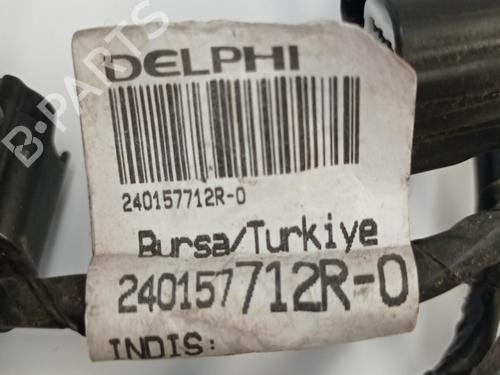 DELPHI
240157712R-0
Bursa/Turkiye
240157712R-0
INDIS:
B-PARTS